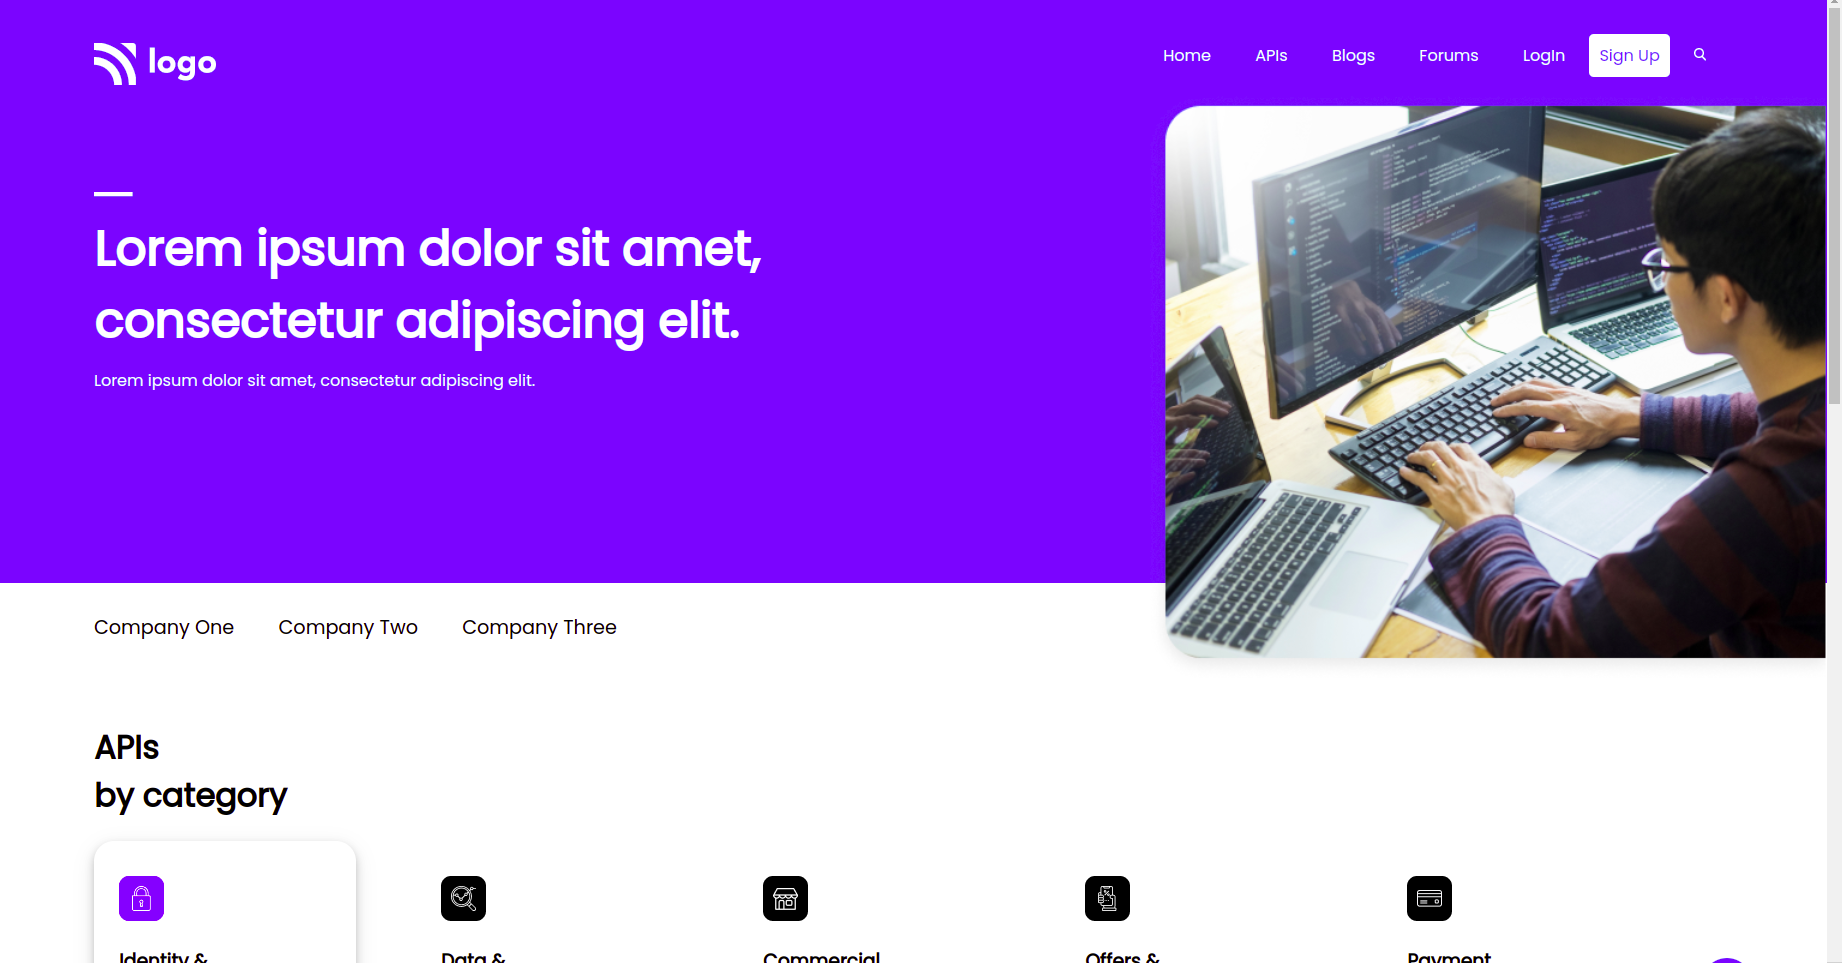 logo
Home APIs Blogs Forums LogIn Sign Up
Lorem ipsum dolor sit amet,
consectetur adipiscing elit.
Lorem ipsum dolor sit amet, consectetur adipiscing elit.
Company One Company Two Company Three
APIs
by category
Identity & Data & Commercial Offers & Payment